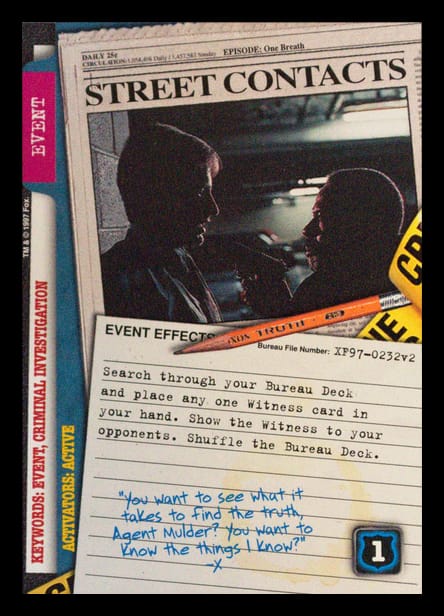 DAILY 25¢
CIRCULATION: 1,054,406 Daily / 1,457,582 Sunday
EPISODE: One Breath
STREET CONTACTS
EVENT
TM & © 1997 Fox.
KEYWORDS: EVENT, CRIMINAL INVESTIGATION
ACTIVATORS: ACTIVE
EVENT EFFECTS
TRUTH
Bureau File Number: XF97-0232v2
Search through your Bureau Deck
and place any one Witness card in
your hand. Show the Witness to your
opponents. Shuffle the Bureau Deck.
"You want to see what it
takes to find the truth,
Agent Mulder? You want to
know the things I know?"
-X
1